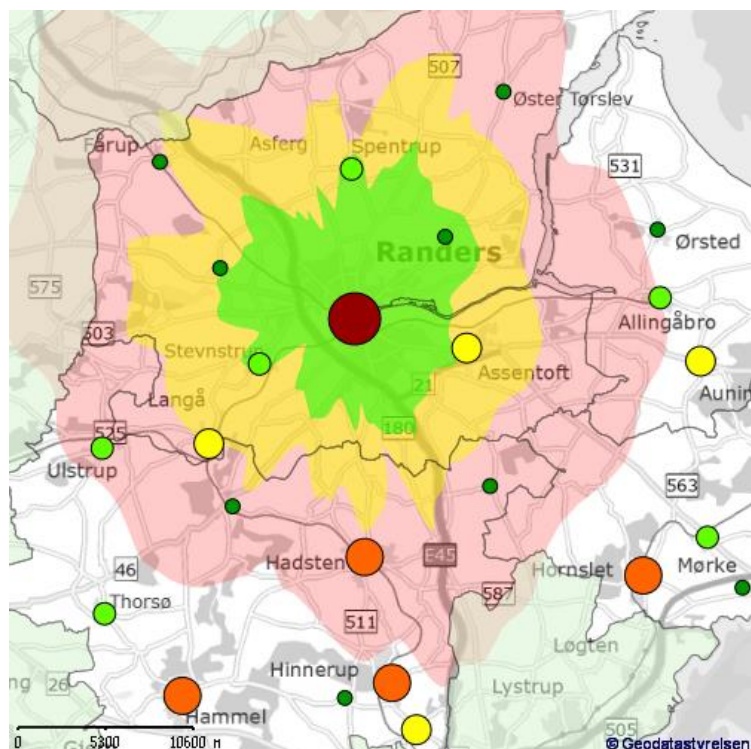 507
Øster Tørslev
Fårup
Asferg
Spentrup
531
Randers
Ørsted
575
Allingåbro
503
Stevnstrup
Assentoft
21
Aunin
Langå
180
525
Ulstrup
563
Hadsten
E45
Hornslet
Mørke
46
Thorsø
587
511
Løgten
Hinnerup
ng
26
Lystrup
Hammel
505
0
5300
10600 M
© Geodatastyrelsen